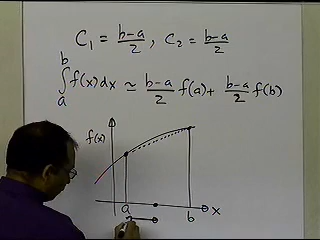 C₁ = b-a/2, C₂ = b-a/2
∫ₐᵇ f(x) dx ≃ b-a/2 f(a) + b-a/2 f(b)
f(x)
a b x